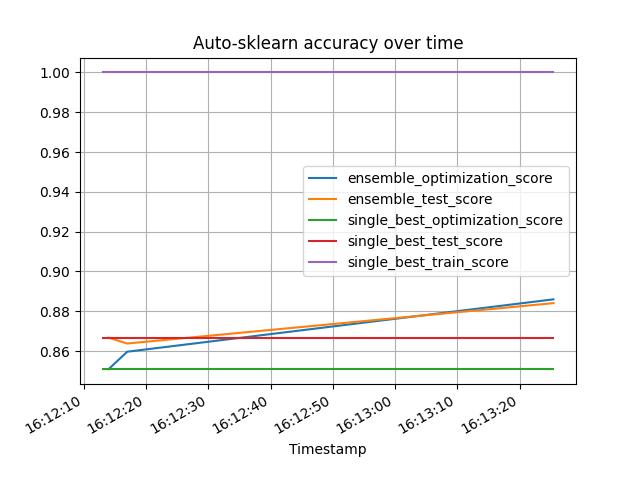 Auto-sklearn accuracy over time
1.00
0.98
0.96
0.94
0.92
0.90
0.88
0.86
ensemble_optimization_score
ensemble_test_score
single_best_optimization_score
single_best_test_score
single_best_train_score
16:12:10
16:12:20
16:12:30
16:12:40
16:12:50
16:13:00
16:13:10
16:13:20
Timestamp